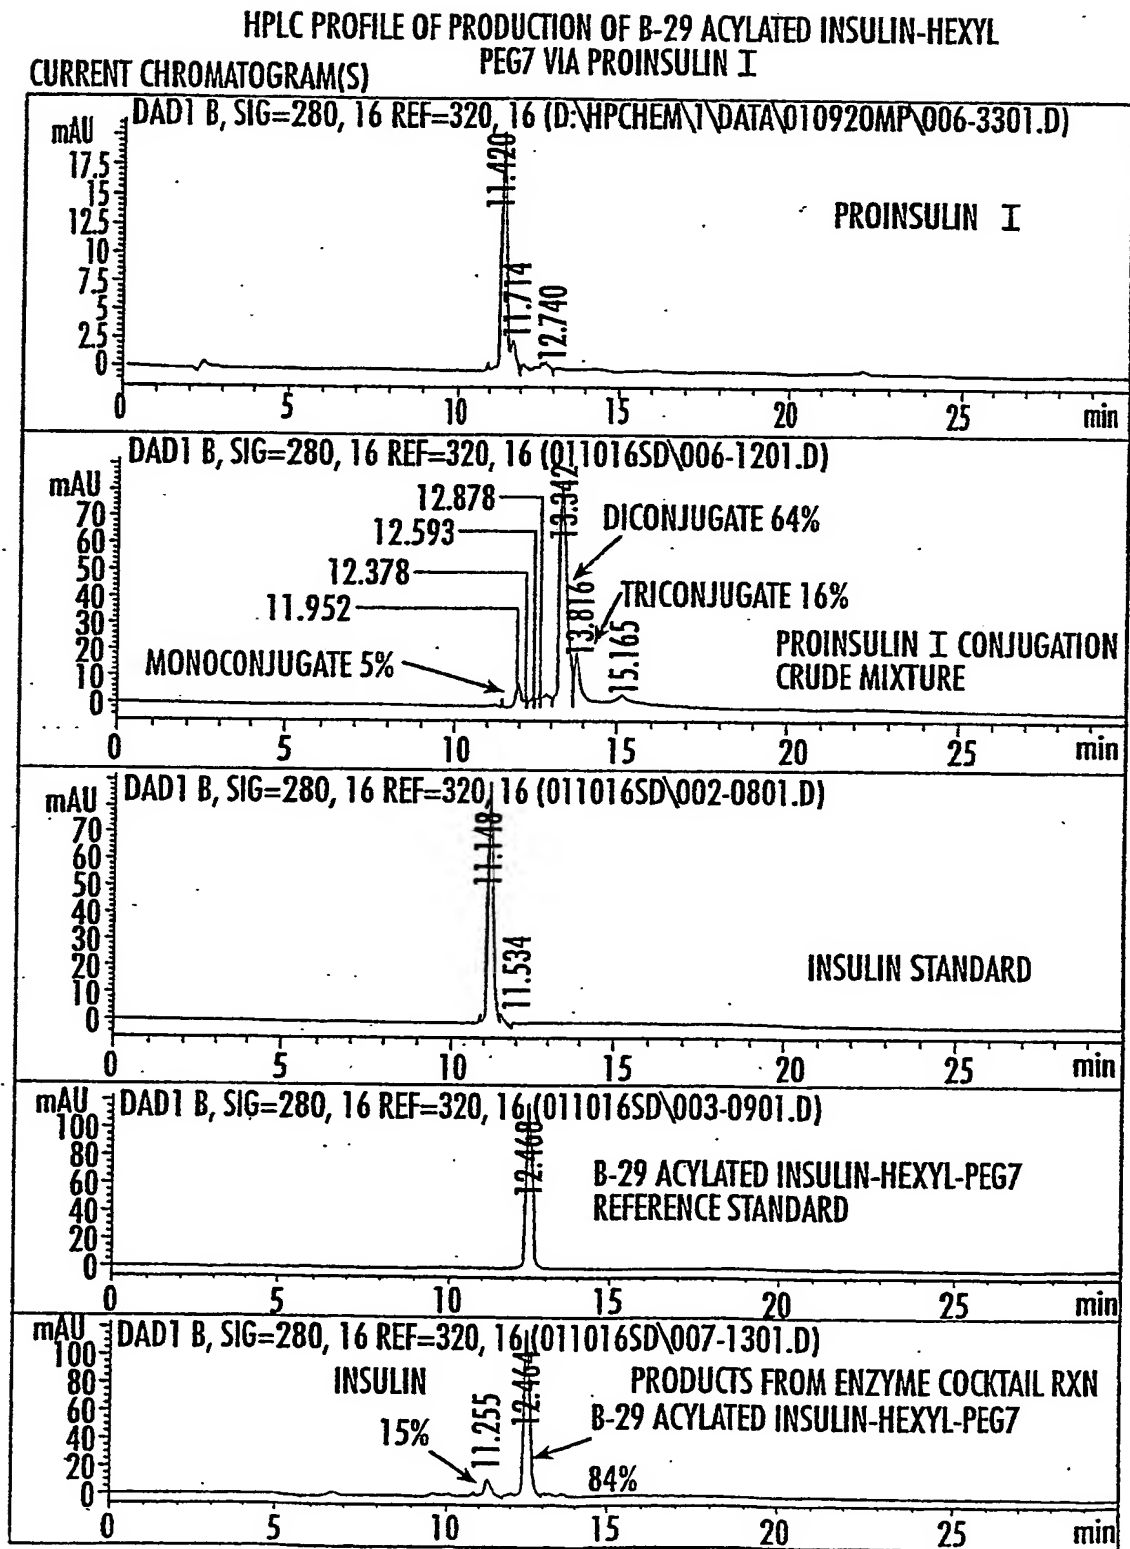 HPLC PROFILE OF PRODUCTION OF B-29 ACYLATED INSULIN-HEXYL
PEG7 VIA PROINSULIN I
CURRENT CHROMATOGRAM(S)
DAD1 B, SIG=280, 16 REF=320, 16 (D:\HPCHEM\1\DATA\010920MP\006-3301.D)
mAU
17.5
15
12.5
10
7.5
5
2.5
0
11.420
11.714
12.740
PROINSULIN I
0 5 10 15 20 25 min
DAD1 B, SIG=280, 16 REF=320, 16 (011016SD\006-1201.D)
mAU
70
60
50
40
30
20
10
0
12.878
12.593
12.378
11.952
13.342
13.816
15.165
DICONJUGATE 64%
TRICONJUGATE 16%
MONOCONJUGATE 5%
PROINSULIN I CONJUGATION
CRUDE MIXTURE
0 5 10 15 20 25 min
DAD1 B, SIG=280, 16 REF=320, 16 (011016SD\002-0801.D)
mAU
70
60
50
40
30
20
10
0
11.148
11.534
INSULIN STANDARD
0 5 10 15 20 25 min
DAD1 B, SIG=280, 16 REF=320, 16 (011016SD\003-0901.D)
mAU
100
80
60
40
20
0
12.468
B-29 ACYLATED INSULIN-HEXYL-PEG7
REFERENCE STANDARD
0 5 10 15 20 25 min
DAD1 B, SIG=280, 16 REF=320, 16 (011016SD\007-1301.D)
mAU
100
80
60
40
20
0
INSULIN
15%
11.255
12.464
PRODUCTS FROM ENZYME COCKTAIL RXN
B-29 ACYLATED INSULIN-HEXYL-PEG7
84%
0 5 10 15 20 25 min